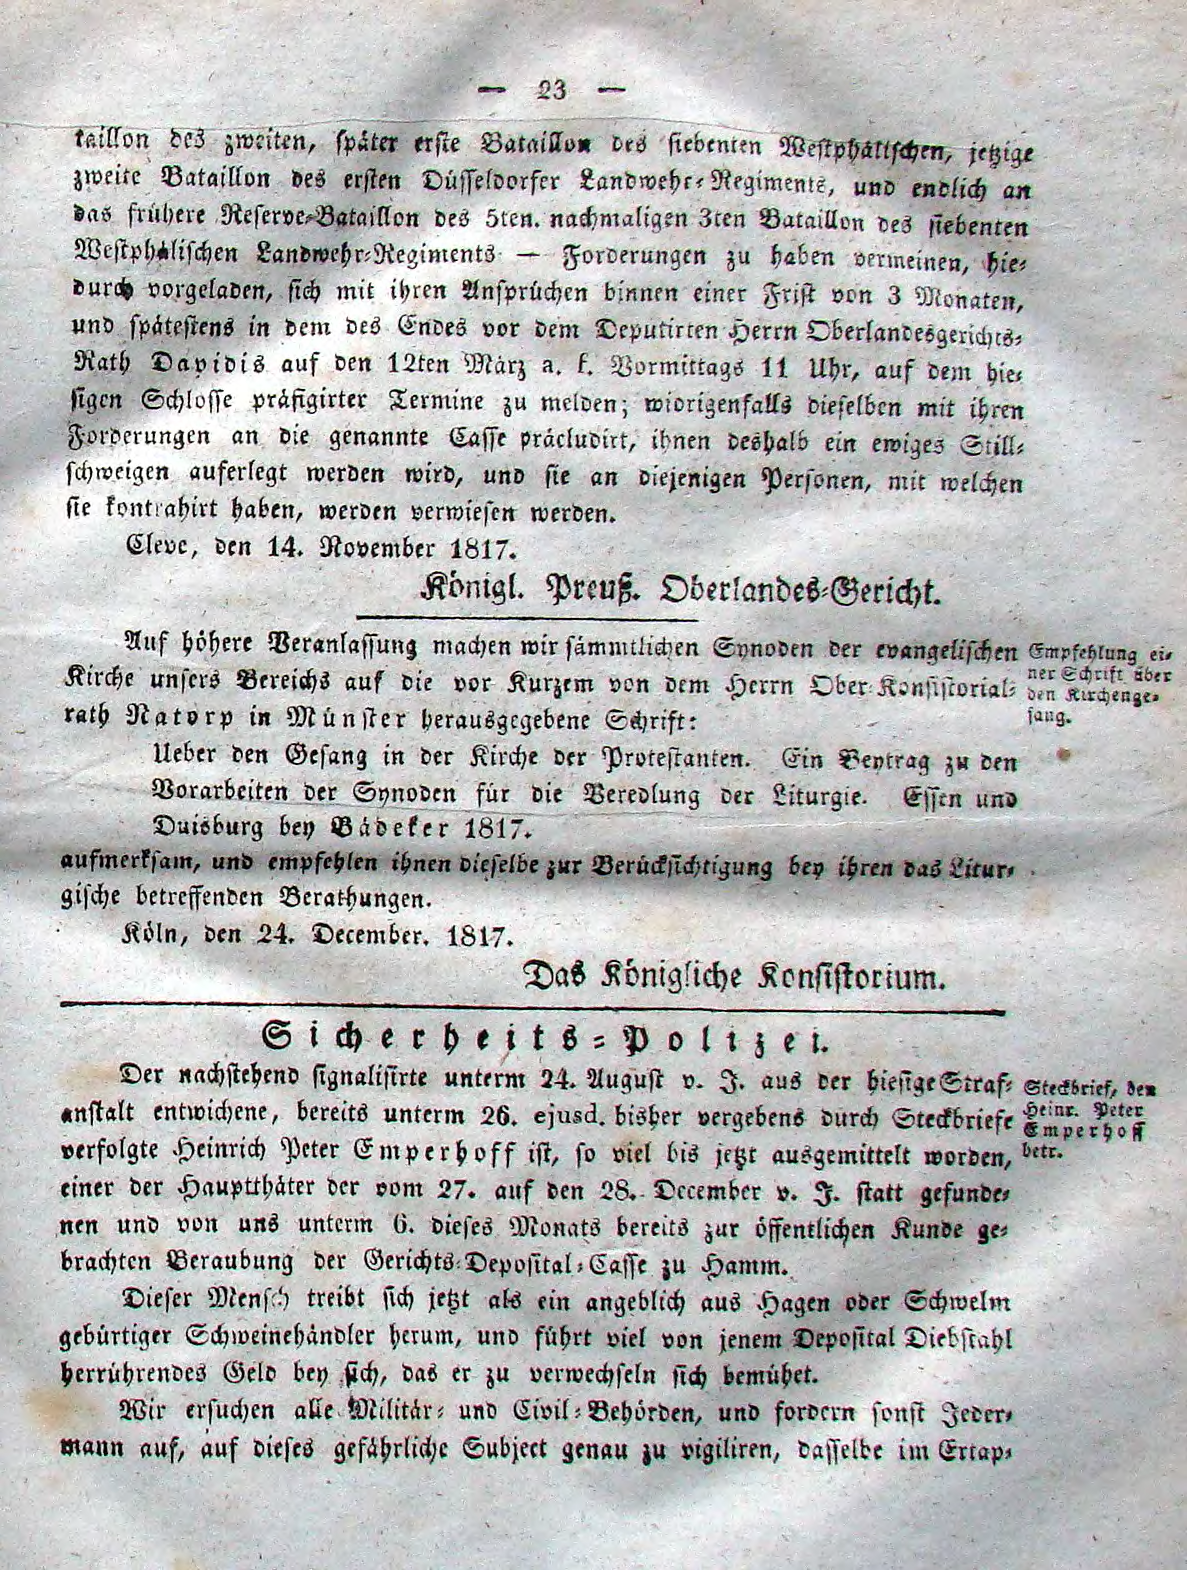 — 23 —
taillon des zweiten, später erste Bataillon des siebenten Westphälischen, jetzige
zweite Bataillon des ersten Düsseldorfer Landwehr-Regiments, und endlich an
das frühere Reserve-Bataillon des 5ten. nachmaligen 3ten Bataillon des siebenten
Westphälischen Landwehr-Regiments — Forderungen zu haben vermeinen, hie-
durch vorgeladen, sich mit ihren Ansprüchen binnen einer Frist von 3 Monaten,
und spätestens in dem des Endes vor dem Deputirten Herrn Oberlandesgerichts-
Rath Davidis auf den 12ten März a. k. Vormittags 11 Uhr, auf dem hie-
sigen Schlosse präfigirter Termine zu melden; widrigenfalls dieselben mit ihren
Forderungen an die genannte Casse präcludirt, ihnen deshalb ein ewiges Still-
schweigen auferlegt werden wird, und sie an diejenigen Personen, mit welchen
sie kontrahirt haben, werden verwiesen werden.
Cleve, den 14. November 1817.
Königl. Preuß. Oberlandes-Gericht.
Auf höhere Veranlassung machen wir sämmtlichen Synoden der evangelischen
Kirche unsers Bereichs auf die vor Kurzem von dem Herrn Ober-Konsistorial-
rath Natorp in Münster herausgegebene Schrift:
Empfehlung ei-
ner Schrift über
den Kirchenge-
sang.
Ueber den Gesang in der Kirche der Protestanten. Ein Beytrag zu den
Vorarbeiten der Synoden für die Veredlung der Liturgie. Essen und
Duisburg bey Bädeker 1817.
aufmerksam, und empfehlen ihnen dieselbe zur Berücksichtigung bey ihren das Litur-
gische betreffenden Berathungen.
Köln, den 24. December. 1817.
Das Königliche Konsistorium.
Sicherheits-Polizei.
Der nachstehend signalisirte unterm 24. August v. J. aus der hiesige Straf-
anstalt entwichene, bereits unterm 26. ejusd. bisher vergebens durch Steckbriefe
verfolgte Heinrich Peter Emperhoff ist, so viel bis jetzt ausgemittelt worden,
einer der Hauptthäter der vom 27. auf den 28. December v. J. statt gefunde-
nen und von uns unterm 6. dieses Monats bereits zur öffentlichen Kunde ge-
brachten Beraubung der Gerichts-Deposital-Casse zu Hamm.
Steckbrief, den
Heinr. Peter
Emperhoff
betr.
Dieser Mensch treibt sich jetzt als ein angeblich aus Hagen oder Schwelm
gebürtiger Schweinehändler herum, und führt viel von jenem Deposital Diebstahl
herrührendes Geld bey sich, das er zu verwechseln sich bemühet.
Wir ersuchen alle Militär- und Civil-Behörden, und fordern sonst Jeder-
mann auf, auf dieses gefährliche Subject genau zu vigiliren, dasselbe im Ertap-